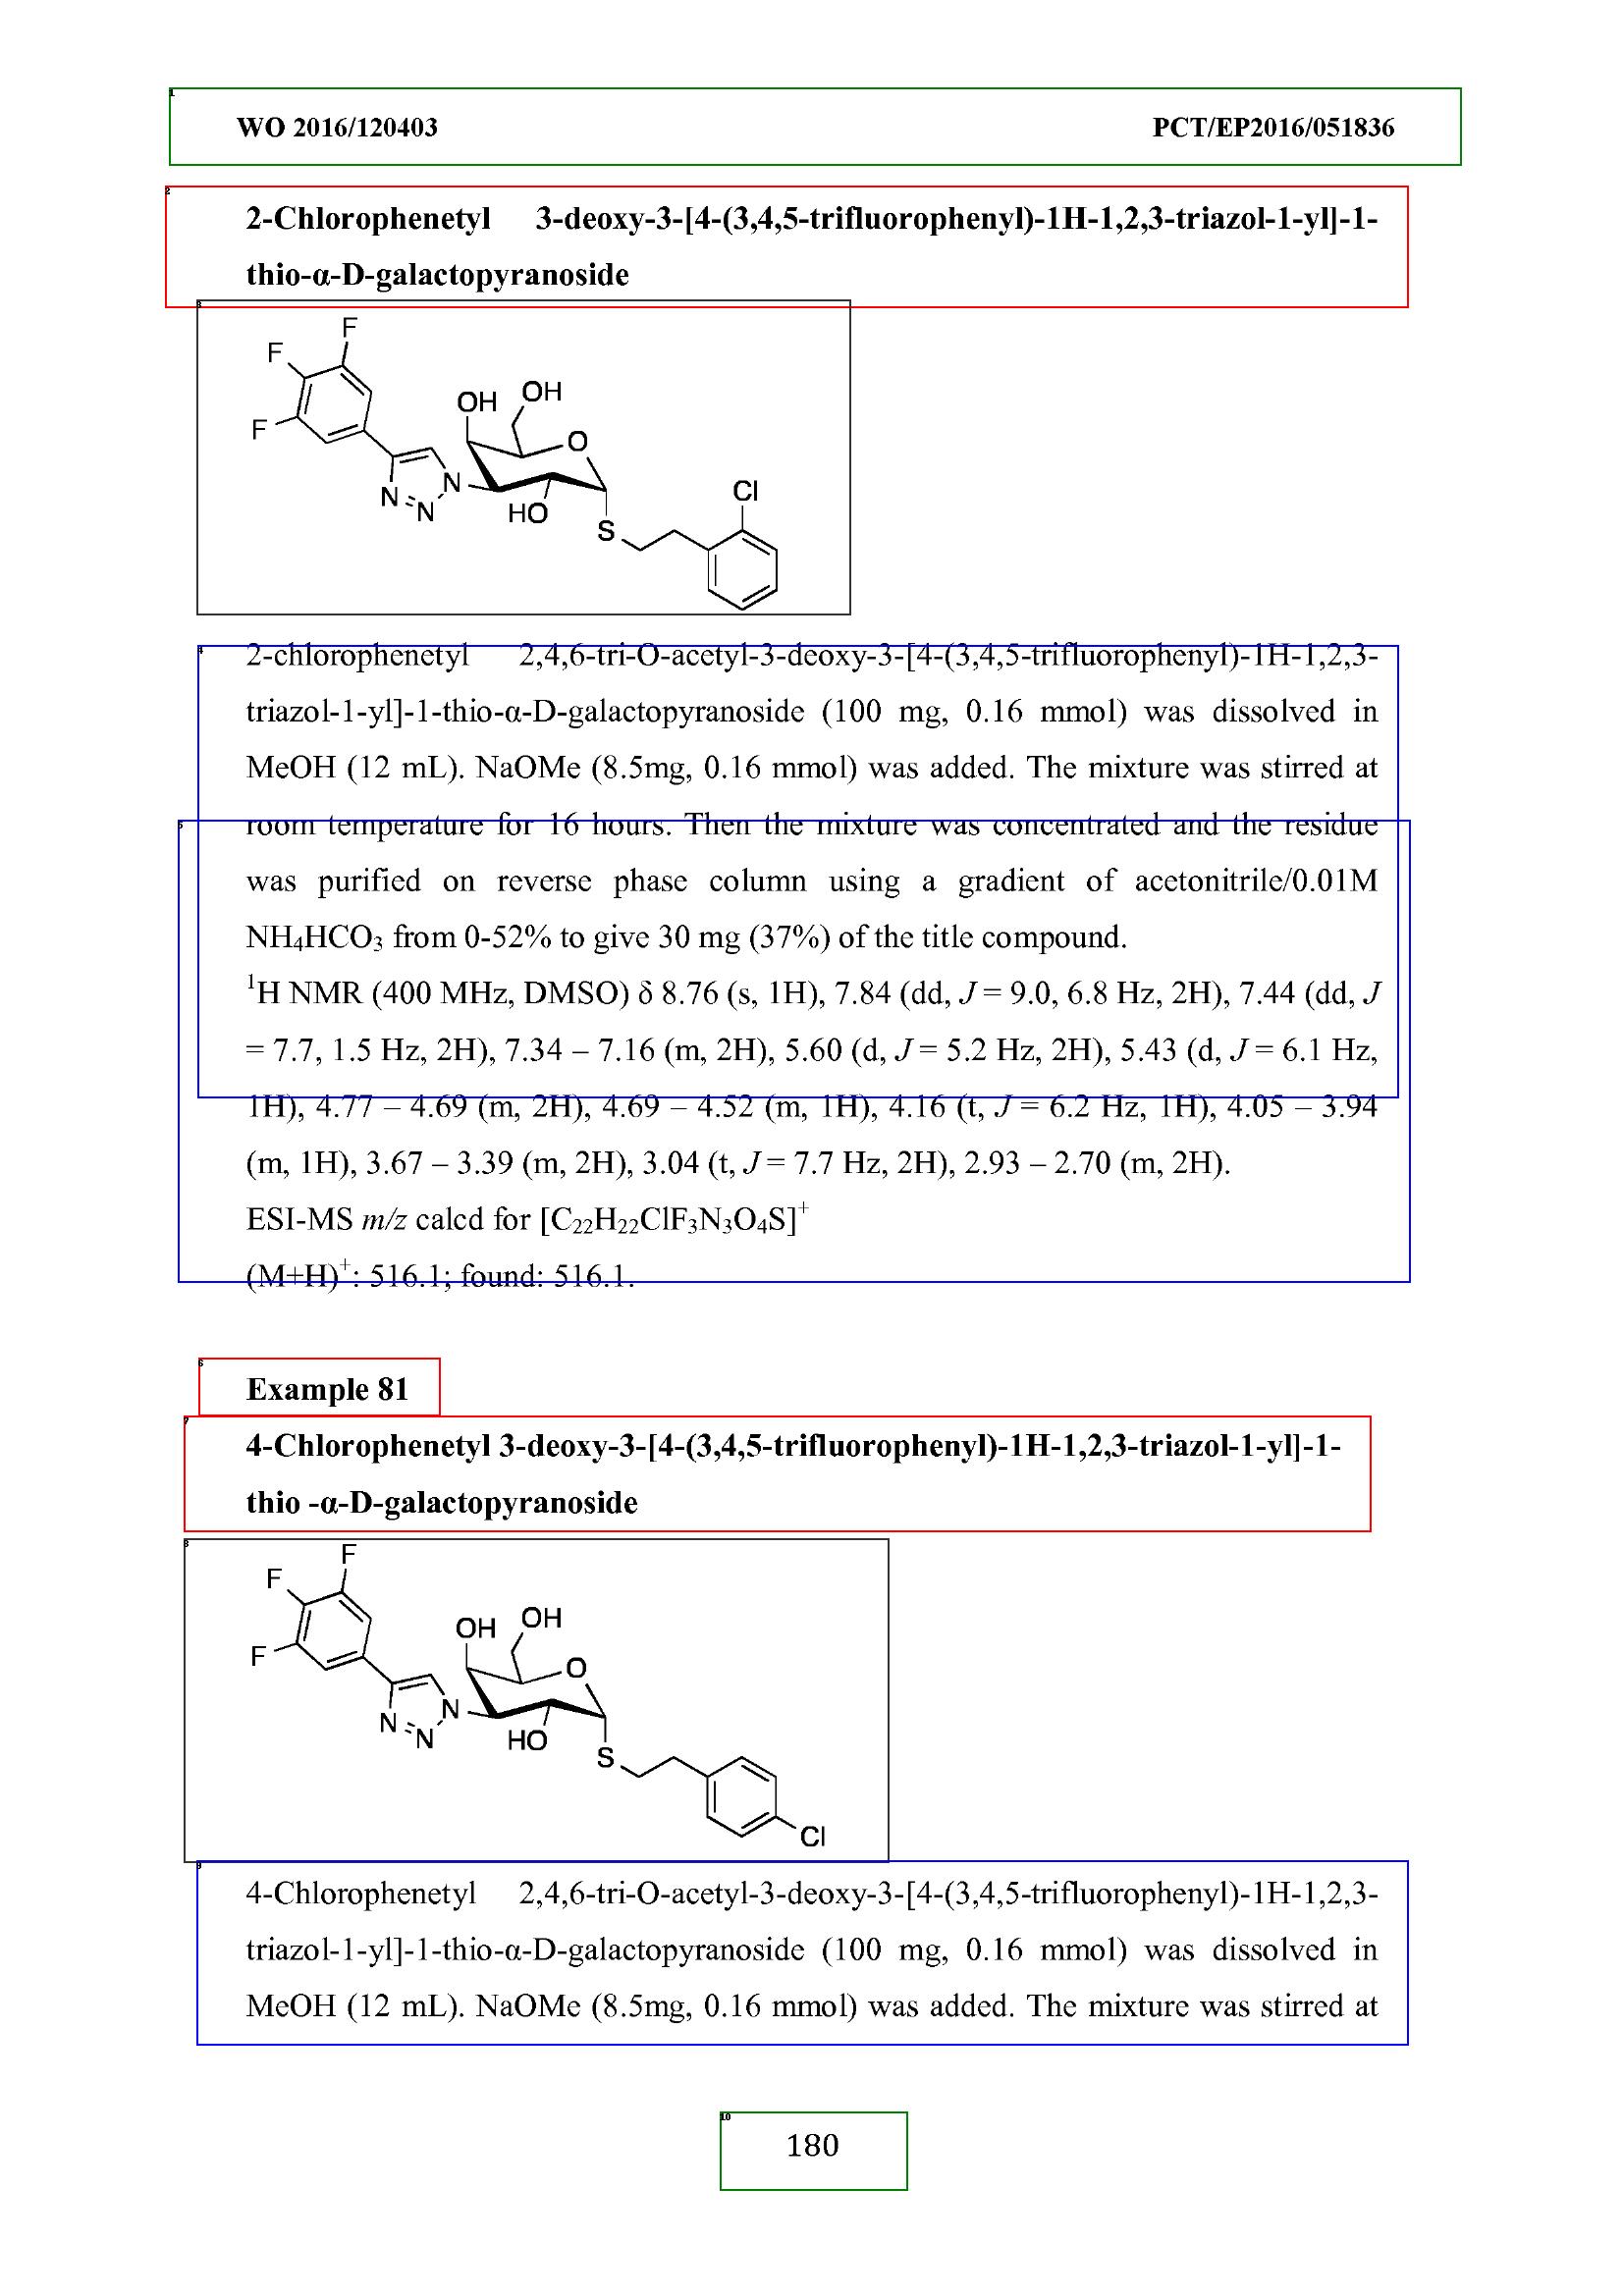 WO 2016/120403 PCT/EP2016/051836
2-Chlorophenetyl 3-deoxy-3-[4-(3,4,5-trifluorophenyl)-1H-1,2,3-triazol-1-yl]-1-
thio-α-D-galactopyranoside
F
F
F
OH
OH
O
N
N
N
HO
S
Cl
2-chlorophenetyl 2,4,6-tri-O-acetyl-3-deoxy-3-[4-(3,4,5-trifluorophenyl)-1H-1,2,3-
triazol-1-yl]-1-thio-α-D-galactopyranoside (100 mg, 0.16 mmol) was dissolved in
MeOH (12 mL). NaOMe (8.5mg, 0.16 mmol) was added. The mixture was stirred at
room temperature for 16 hours. Then the mixture was concentrated and the residue
was purified on reverse phase column using a gradient of acetonitrile/0.01M
NH₄HCO₃ from 0-52% to give 30 mg (37%) of the title compound.
¹H NMR (400 MHz, DMSO) δ 8.76 (s, 1H), 7.84 (dd, J = 9.0, 6.8 Hz, 2H), 7.44 (dd, J
= 7.7, 1.5 Hz, 2H), 7.34 – 7.16 (m, 2H), 5.60 (d, J = 5.2 Hz, 2H), 5.43 (d, J = 6.1 Hz,
1H), 4.77 – 4.69 (m, 2H), 4.69 – 4.52 (m, 1H), 4.16 (t, J = 6.2 Hz, 1H), 4.05 – 3.94
(m, 1H), 3.67 – 3.39 (m, 2H), 3.04 (t, J = 7.7 Hz, 2H), 2.93 – 2.70 (m, 2H).
ESI-MS m/z calcd for [C₂₂H₂₂ClF₃N₃O₄S]⁺
(M+H)⁺: 516.1; found: 516.1.
Example 81
4-Chlorophenetyl 3-deoxy-3-[4-(3,4,5-trifluorophenyl)-1H-1,2,3-triazol-1-yl]-1-
thio -α-D-galactopyranoside
F
F
F
OH
OH
O
N
N
N
HO
S
Cl
4-Chlorophenetyl 2,4,6-tri-O-acetyl-3-deoxy-3-[4-(3,4,5-trifluorophenyl)-1H-1,2,3-
triazol-1-yl]-1-thio-α-D-galactopyranoside (100 mg, 0.16 mmol) was dissolved in
MeOH (12 mL). NaOMe (8.5mg, 0.16 mmol) was added. The mixture was stirred at
180